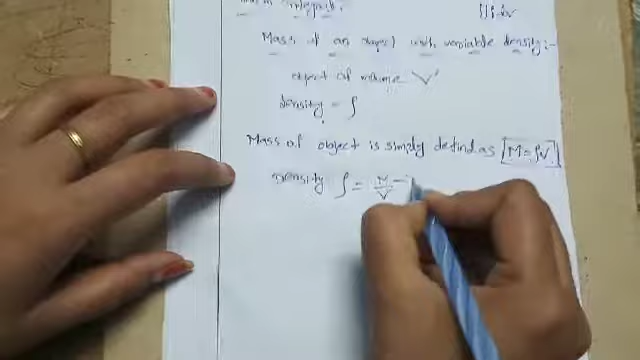 Mass of an object with variable density:-
object of volume 'V'
density = ρ
Mass of object is simply defind as [M = ρV]
Density ρ = M/V